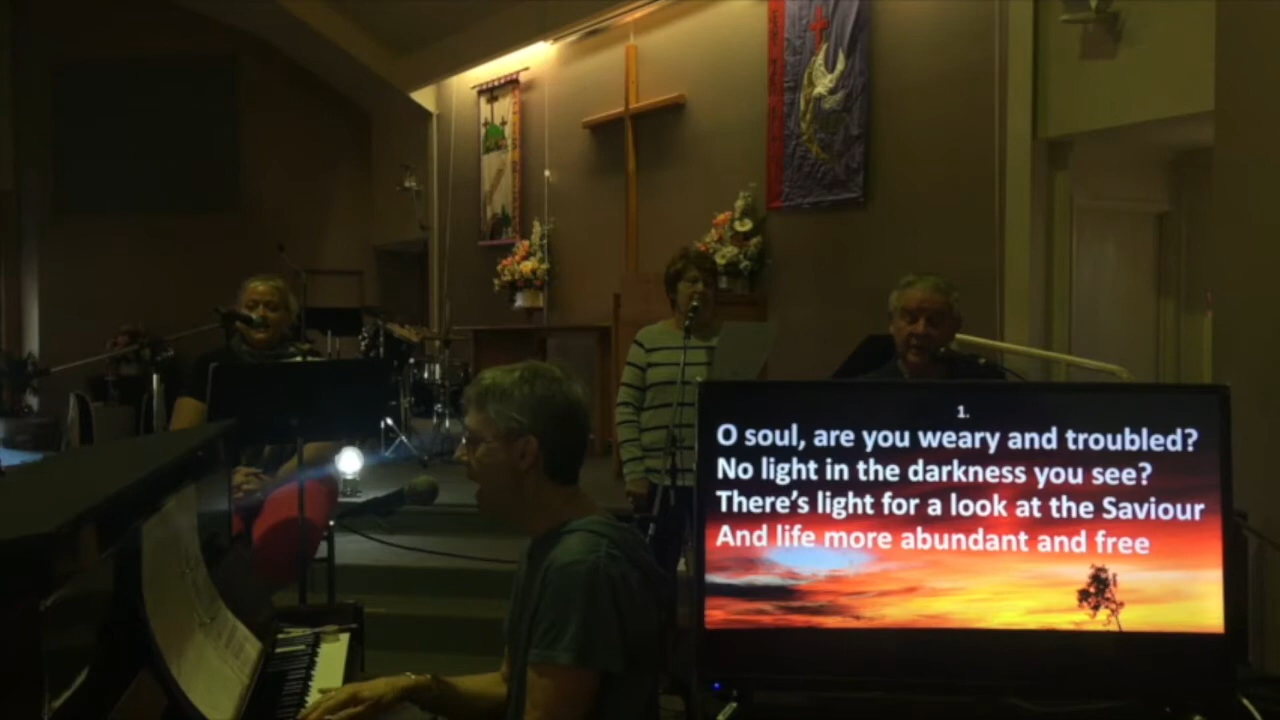 1.
O soul, are you weary and troubled?
No light in the darkness you see?
There's light for a look at the Saviour
And life more abundant and free